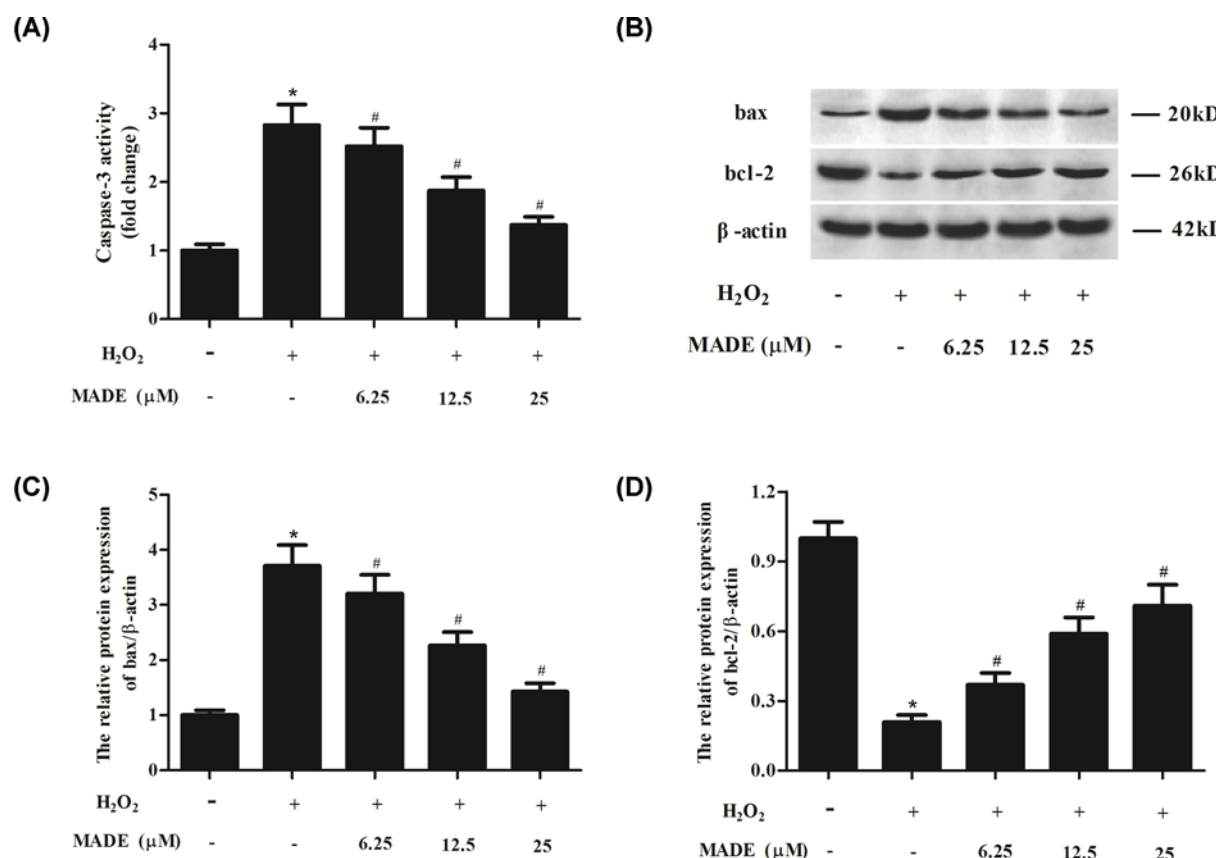 (A)
Caspase-3 activity
(fold change)
4
3
2
1
0
*
#
#
#
H₂O₂ - + + + +
MADE (μM) - - 6.25 12.5 25
(B)
bax — 20kD
bcl-2 — 26kD
β -actin — 42kD
H₂O₂ - + + + +
MADE (μM) - - 6.25 12.5 25
(C)
The relative protein expression
of bax/β-actin
5
4
3
2
1
0
*
#
#
#
H₂O₂ - + + + +
MADE (μM) - - 6.25 12.5 25
(D)
The relative protein expression
of bcl-2/β-actin
1.2
0.9
0.6
0.3
0.0
*
#
#
#
H₂O₂ - + + + +
MADE (μM) - - 6.25 12.5 25